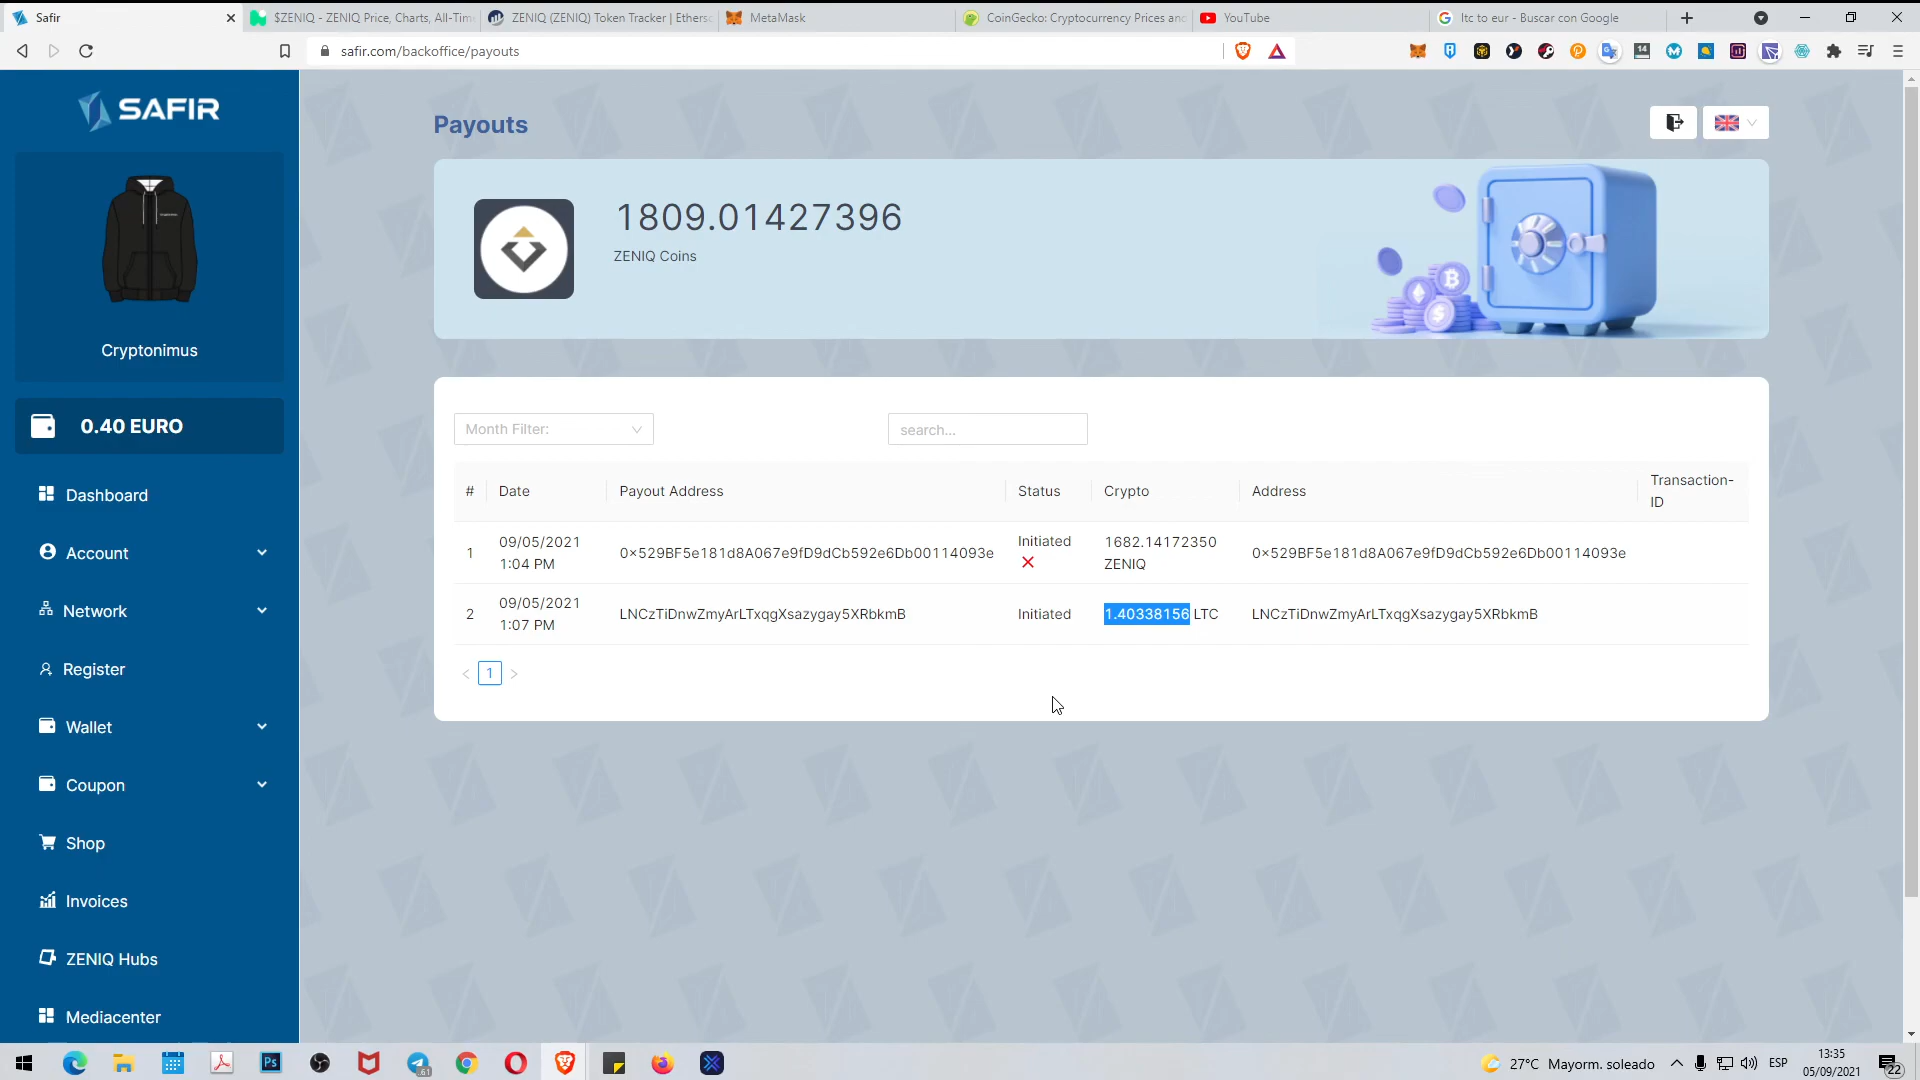 Safir
$ZENIQ - ZENIQ Price, Charts, All-Tim
ZENIQ (ZENIQ) Token Tracker | Ethersc
MetaMask
CoinGecko: Cryptocurrency Prices and
YouTube
ltc to eur - Buscar con Google
safir.com/backoffice/payouts
SAFIR
Cryptonimus
0.40 EURO
Dashboard
Account
Network
Register
Wallet
Coupon
Shop
Invoices
ZENIQ Hubs
Mediacenter
Payouts
1809.01427396
ZENIQ Coins
Month Filter:
search...
# Date Payout Address Status Crypto Address Transaction-
ID
1 09/05/2021 1:04 PM 0x529BF5e181d8A067e9fD9dCb592e6Db00114093e Initiated 1682.14172350 ZENIQ 0x529BF5e181d8A067e9fD9dCb592e6Db00114093e
2 09/05/2021 1:07 PM LNCzTiDnwZmyArLTxqgXsazygay5XRbkmB Initiated 1.40338156 LTC LNCzTiDnwZmyArLTxqgXsazygay5XRbkmB
< 1 >
27°C Mayorm. soleado
ESP
13:35
05/09/2021
22